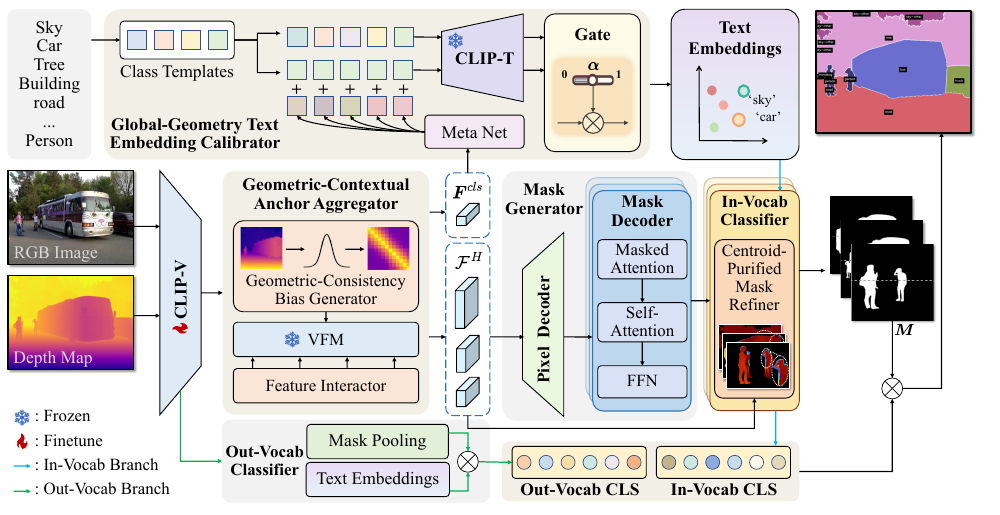 Sky
Car
Tree
Building
road
...
Person
Class Templates
Global-Geometry Text
Embedding Calibrator
+ + + + +
CLIP-T
Meta Net
Gate
0 α 1
Text
Embeddings
'sky'
'car'
RGB Image
Depth Map
CLIP-V
Geometric-Contextual
Anchor Aggregator
Geometric-Consistency
Bias Generator
VFM
Feature Interactor
F^cls
F^H
Mask
Generator
Pixel Decoder
Mask
Decoder
Masked
Attention
Self-
Attention
FFN
In-Vocab
Classifier
Centroid-
Purified
Mask
Refiner
M
: Frozen
: Finetune
: In-Vocab Branch
: Out-Vocab Branch
Out-Vocab
Classifier
Mask Pooling
Text Embeddings
Out-Vocab CLS
In-Vocab CLS